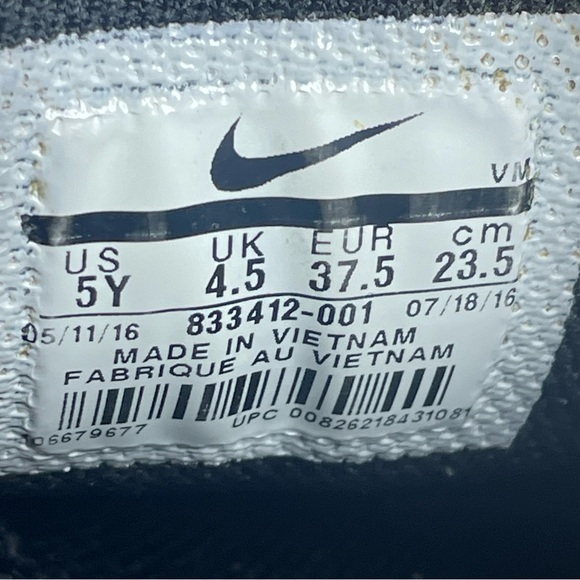 VM
US UK EUR cm
5Y 4.5 37.5 23.5
05/11/16 833412-001 07/18/16
MADE IN VIETNAM
FABRIQUE AU VIETNAM
06679677 UPC 00826218431081